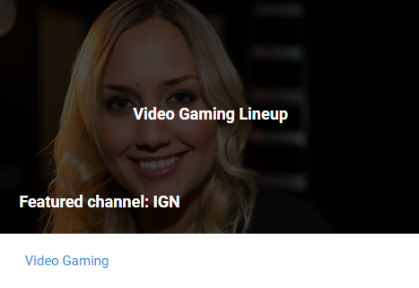 Video Gaming Lineup
Featured channel: IGN
Video Gaming